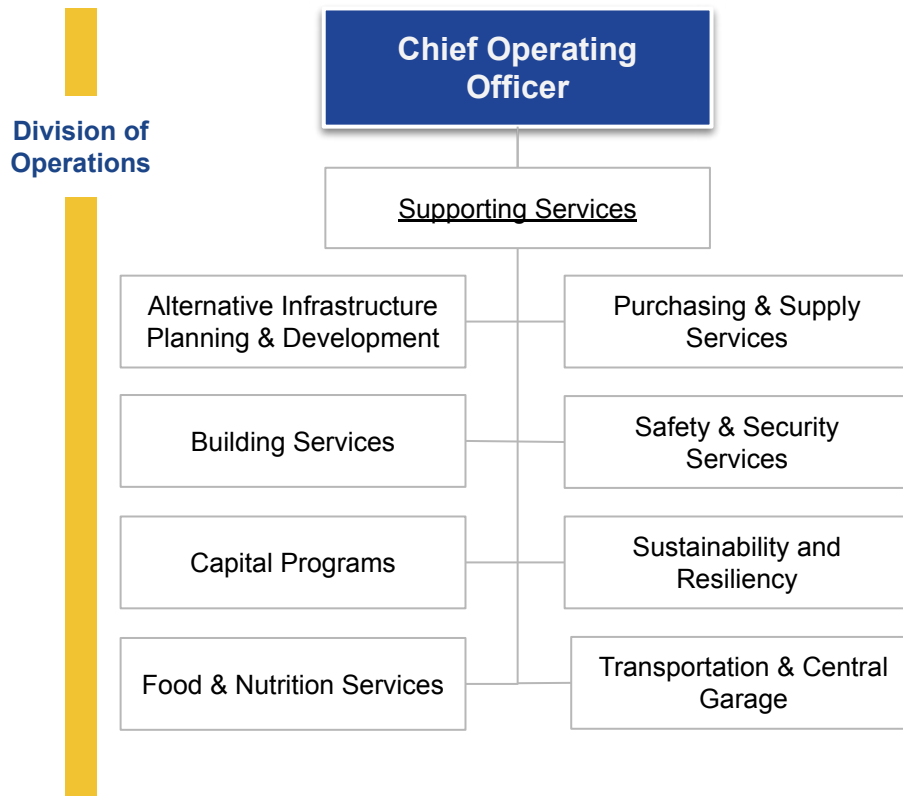 Chief Operating
Officer
Division of
Operations
Supporting Services
Alternative Infrastructure
Planning & Development
Purchasing & Supply
Services
Building Services
Safety & Security
Services
Capital Programs
Sustainability and
Resiliency
Food & Nutrition Services
Transportation & Central
Garage